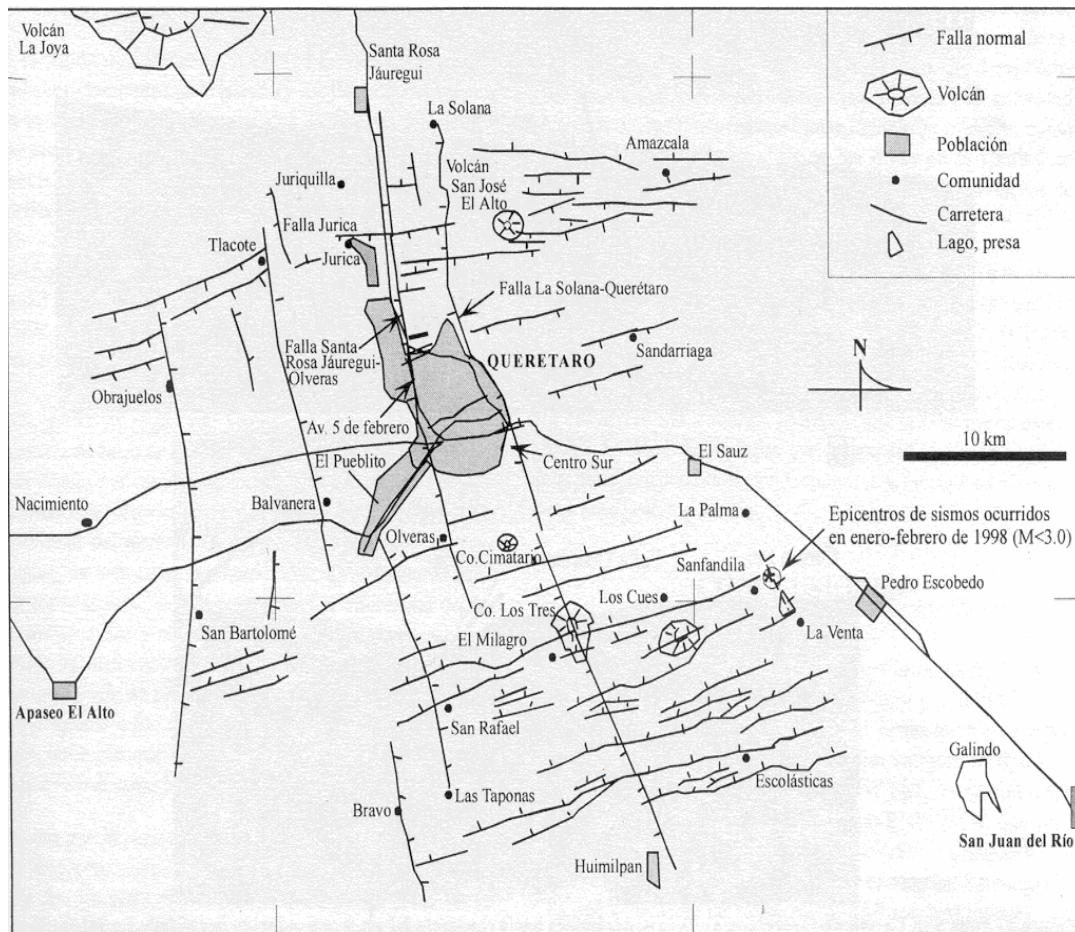 Volcán
La Joya
Santa Rosa
Jáuregui
La Solana
Volcán
San José
El Alto
Amazcala
Juriquilla
Falla Jurica
Jurica
Tlacote
Falla La Solana-Querétaro
Falla Santa
Rosa Jáuregui-
Olveras
QUERETARO
Sandarriaga
Obrajuelos
Av. 5 de febrero
El Pueblito
Centro Sur
El Sauz
Nacimiento
Balvanera
Olveras
Co.Cimatario
La Palma
Epicentros de sismos ocurridos
en enero-febrero de 1998 (M<3.0)
Sanfandila
Pedro Escobedo
Co. Los Tres
Los Cues
San Bartolomé
El Milagro
La Venta
Apaseo El Alto
San Rafael
Galindo
Escolásticas
Bravo
Las Taponas
Huimilpan
San Juan del Río
Falla normal
Volcán
Población
Comunidad
Carretera
Lago, presa
N
10 km